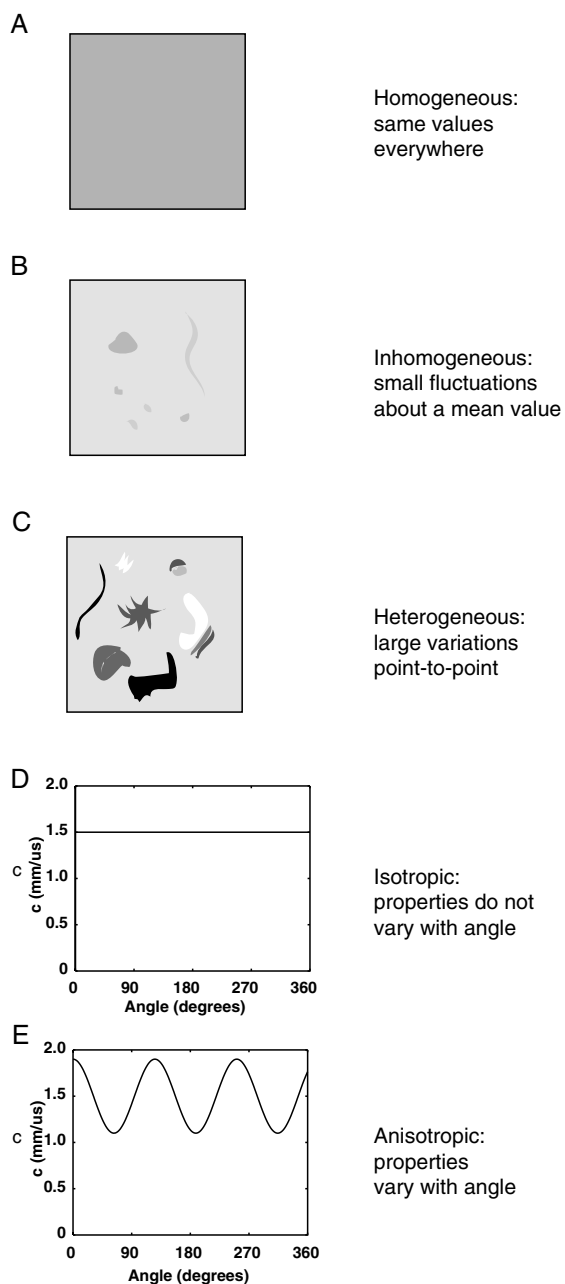 A
Homogeneous:
same values
everywhere
B
Inhomogeneous:
small fluctuations
about a mean value
C
Heterogeneous:
large variations
point-to-point
D
2.0
1.5
1.0
0.5
0
c
c (mm/us)
0 90 180 270 360
Angle (degrees)
Isotropic:
properties do not
vary with angle
E
2.0
1.5
1.0
0.5
0
c
c (mm/us)
0 90 180 270 360
Angle (degrees)
Anisotropic:
properties
vary with angle